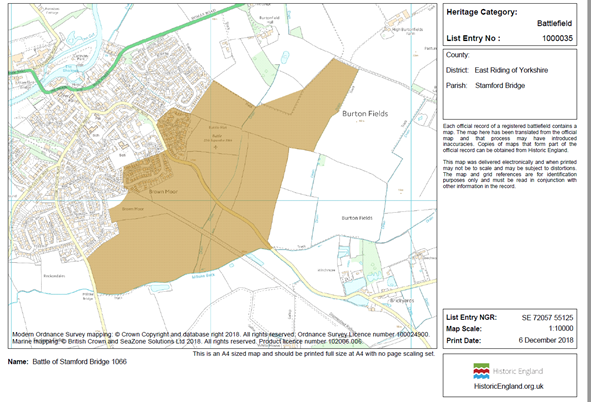 Heritage Category:
Battlefield
List Entry No : 1000035
County:
District: East Riding of Yorkshire
Parish: Stamford Bridge
Each official record of a registered battlefield contains a
map. The map here has been translated from the official
map and that process may have introduced
inaccuracies. Copies of maps that form part of the
official record can be obtained from Historic England.
This map was delivered electronically and when printed
may not be to scale and may be subject to distortions.
The map and grid references are for identification
purposes only and must be read in conjunction with
other information in the record.
Burton Fields
Burton Fields
Brown Moor
Brickyards
Modern Ordnance Survey mapping: © Crown Copyright and database right 2018. All rights reserved. Ordnance Survey Licence number 100024900.
Marine mapping: © British Crown and SeaZone Solutions Ltd 2018. All rights reserved. Product licence number 102006.006.
List Entry NGR: SE 72057 55125
Map Scale: 1:10000
Print Date: 6 December 2018
This is an A4 sized map and should be printed full size at A4 with no page scaling set.
Name: Battle of Stamford Bridge 1066
Historic England
HistoricEngland.org.uk